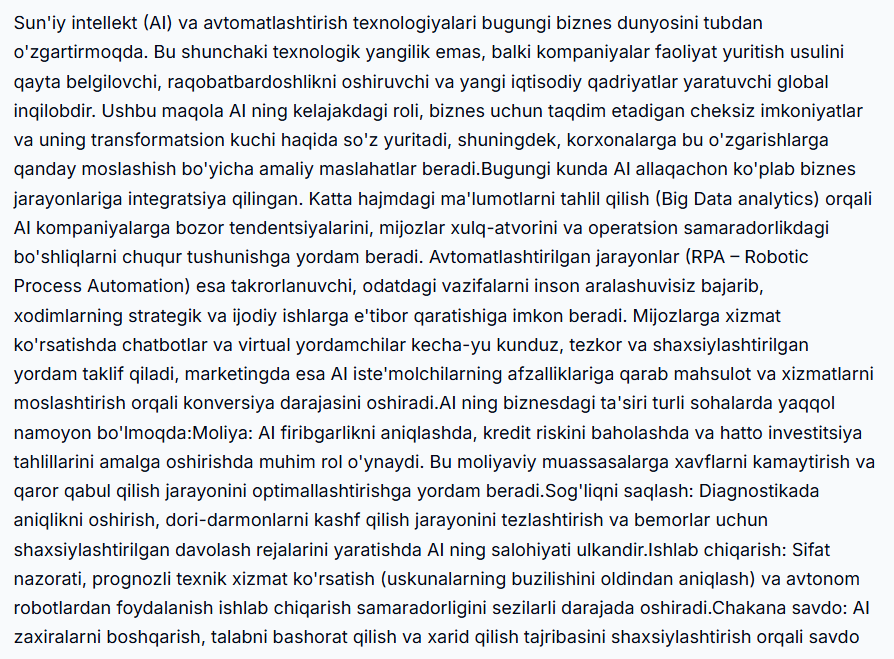 Sun'iy intellekt (AI) va avtomatlashtirish texnologiyalari bugungi biznes dunyosini tubdan
o'zgartirmoqda. Bu shunchaki texnologik yangilik emas, balki kompaniyalar faoliyat yuritish usulini
qayta belgilovchi, raqobatbardoshlikni oshiruvchi va yangi iqtisodiy qadriyatlar yaratuvchi global
inqilobdir. Ushbu maqola AI ning kelajakdagi roli, biznes uchun taqdim etadigan cheksiz imkoniyatlar
va uning transformatsion kuchi haqida so'z yuritadi, shuningdek, korxonalarga bu o'zgarishlarga
qanday moslashish bo'yicha amaliy maslahatlar beradi.Bugungi kunda AI allaqachon ko'plab biznes
jarayonlariga integratsiya qilingan. Katta hajmdagi ma'lumotlarni tahlil qilish (Big Data analytics) orqali
AI kompaniyalarga bozor tendentsiyalarini, mijozlar xulq-atvorini va operatsion samaradorlikdagi
bo'shliqlarni chuqur tushunishga yordam beradi. Avtomatlashtirilgan jarayonlar (RPA – Robotic
Process Automation) esa takrorlanuvchi, odatdagi vazifalarni inson aralashuvisiz bajarib,
xodimlarning strategik va ijodiy ishlarga e'tibor qaratishiga imkon beradi. Mijozlarga xizmat
ko'rsatishda chatbotlar va virtual yordamchilar kecha-yu kunduz, tezkor va shaxsiylashtirilgan
yordam taklif qiladi, marketingda esa AI iste'molchilarning afzalliklariga qarab mahsulot va xizmatlarni
moslashtirish orqali konversiya darajasini oshiradi.AI ning biznesdagi ta'siri turli sohalarda yaqqol
namoyon bo'lmoqda:Moliya: AI firibgarlikni aniqlashda, kredit riskini baholashda va hatto investitsiya
tahlillarini amalga oshirishda muhim rol o'ynaydi. Bu moliyaviy muassasalarga xavflarni kamaytirish va
qaror qabul qilish jarayonini optimallashtirishga yordam beradi.Sog'liqni saqlash: Diagnostikada
aniqlikni oshirish, dori-darmonlarni kashf qilish jarayonini tezlashtirish va bemorlar uchun
shaxsiylashtirilgan davolash rejalarini yaratishda AI ning salohiyati ulkandir.Ishlab chiqarish: Sifat
nazorati, prognozli texnik xizmat ko'rsatish (uskunalarning buzilishini oldindan aniqlash) va avtonom
robotlardan foydalanish ishlab chiqarish samaradorligini sezilarli darajada oshiradi.Chakana savdo: AI
zaxiralarni boshqarish, talabni bashorat qilish va xarid qilish tajribasini shaxsiylashtirish orqali savdo